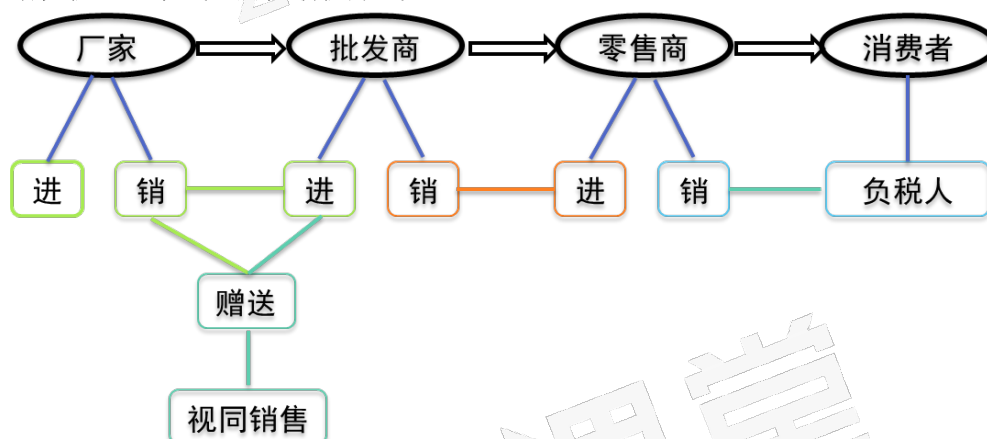 厂家 批发商 零售商 消费者
进 销 进 销 进 销 负税人
赠送
视同销售